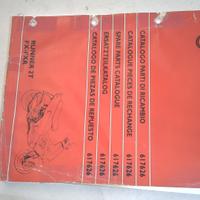 CATALOGO PARTI DI RICAMBIO 617626
CATALOGUE PIECES DE RECHANGE 617626
SPARE PARTS CATALOGUE 617626
ERSATZTEILKATALOG 617626
CATALOGO DE PIEZAS DE REPUESTO 617626
RUNNER 2T
FX-FXR